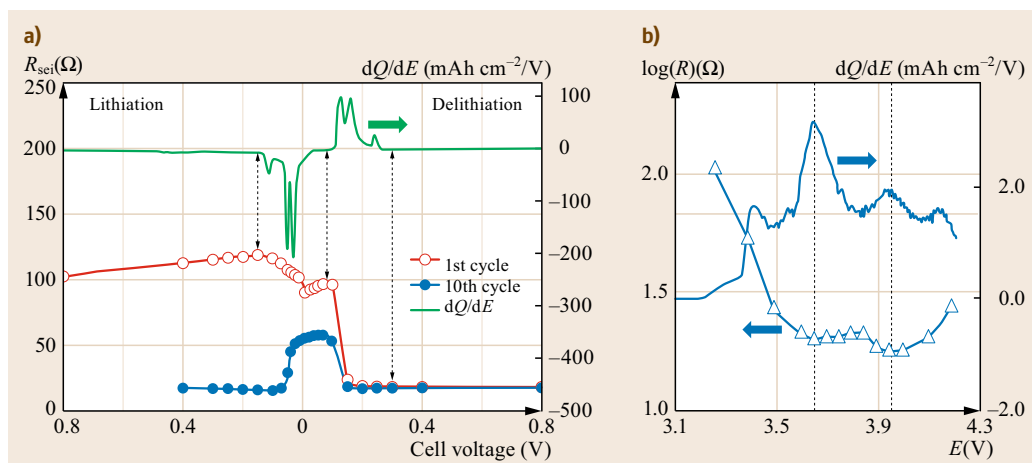 a)
R_sei(Ω)
dQ/dE (mAh cm⁻²/V)
250
200
150
100
50
0
Lithiation
Delithiation
100
0
−100
−200
−300
−400
−500
1st cycle
10th cycle
dQ/dE
0.8
0.4
0
0.4
0.8
Cell voltage (V)
b)
log(R)(Ω)
dQ/dE (mAh cm⁻²/V)
2.0
1.5
1.0
2.0
0.0
−2.0
3.1
3.5
3.9
4.3
E(V)